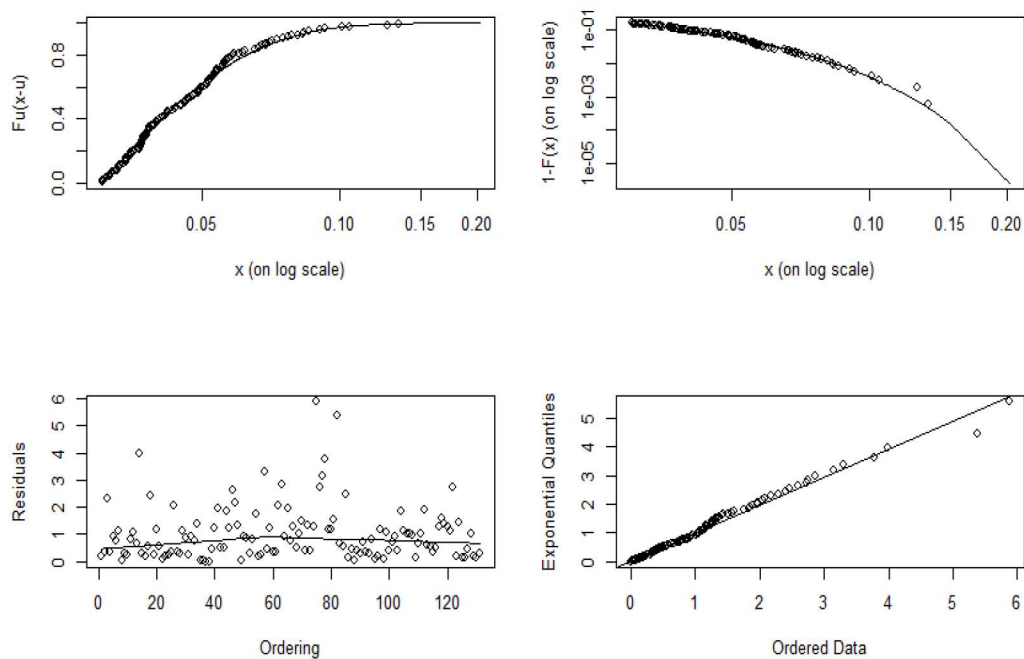 Fu(x-u)
0.0 0.4 0.8
0.05 0.10 0.15 0.20
x (on log scale)
1-F(x) (on log scale)
1e-05 1e-03 1e-01
0.05 0.10 0.15 0.20
x (on log scale)
Residuals
0 1 2 3 4 5 6
0 20 40 60 80 100 120
Ordering
Exponential Quantiles
0 1 2 3 4 5
0 1 2 3 4 5 6
Ordered Data